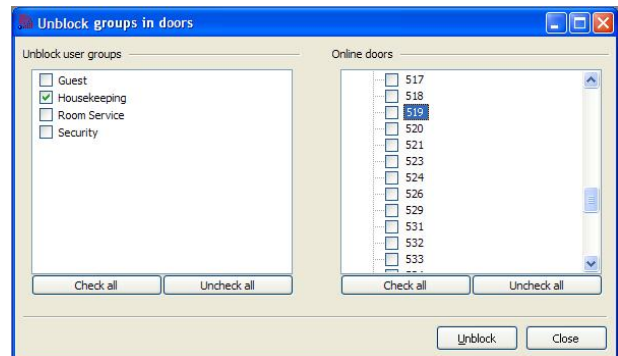 Unblock groups in doors
Unblock user groups
Guest
Housekeeping
Room Service
Security
Check all
Uncheck all
Online doors
517
518
519
520
521
523
524
526
529
531
532
533
Check all
Uncheck all
Unblock
Close